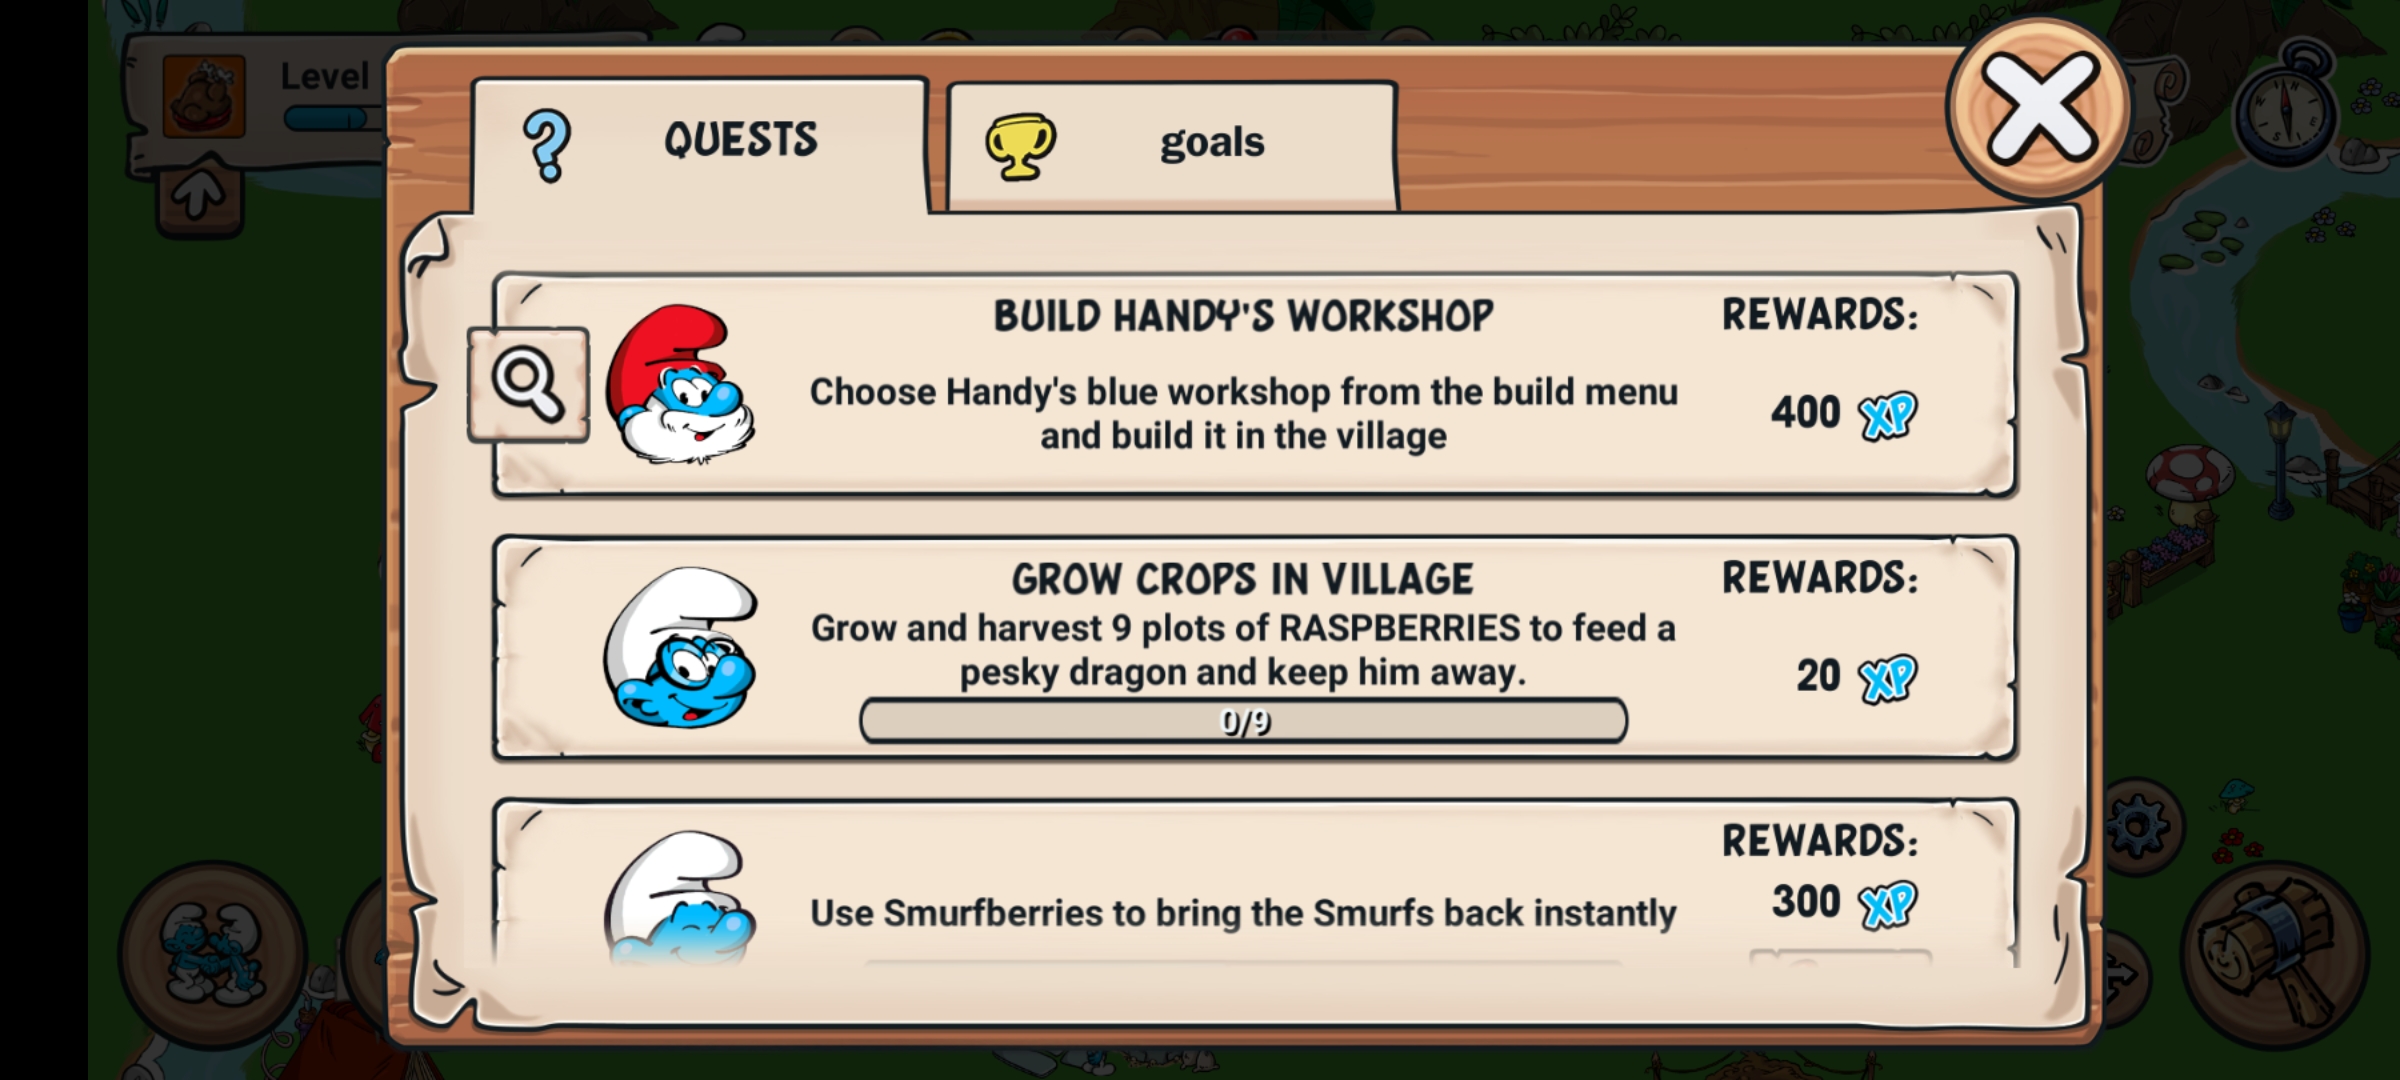 Level
QUESTS
goals
BUILD HANDY'S WORKSHOP
REWARDS:
Choose Handy's blue workshop from the build menu
and build it in the village
400 XP
GROW CROPS IN VILLAGE
REWARDS:
Grow and harvest 9 plots of RASPBERRIES to feed a
pesky dragon and keep him away.
20 XP
0/9
REWARDS:
Use Smurfberries to bring the Smurfs back instantly
300 XP